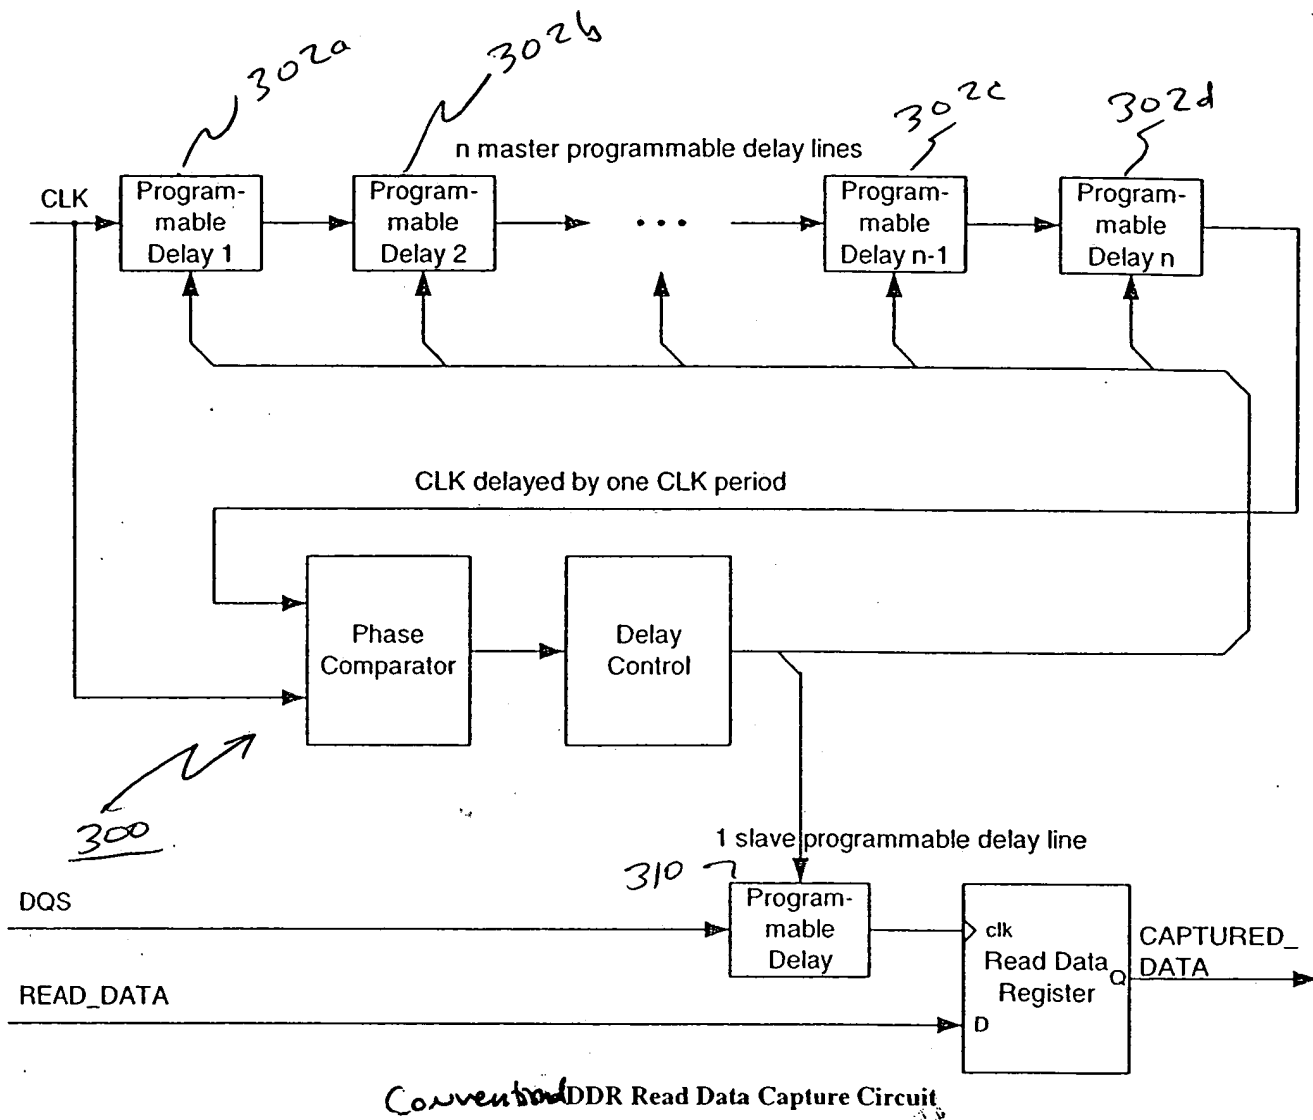 302a
302b
302c
302d
n master programmable delay lines
CLK
Program-
mable
Delay 1
Program-
mable
Delay 2
• • •
Program-
mable
Delay n-1
Program-
mable
Delay n
CLK delayed by one CLK period
Phase
Comparator
Delay
Control
300
1 slave programmable delay line
310
DQS
Program-
mable
Delay
clk
Read Data
Register
Q
D
CAPTURED_
DATA
READ_DATA
Conventional DDR Read Data Capture Circuit